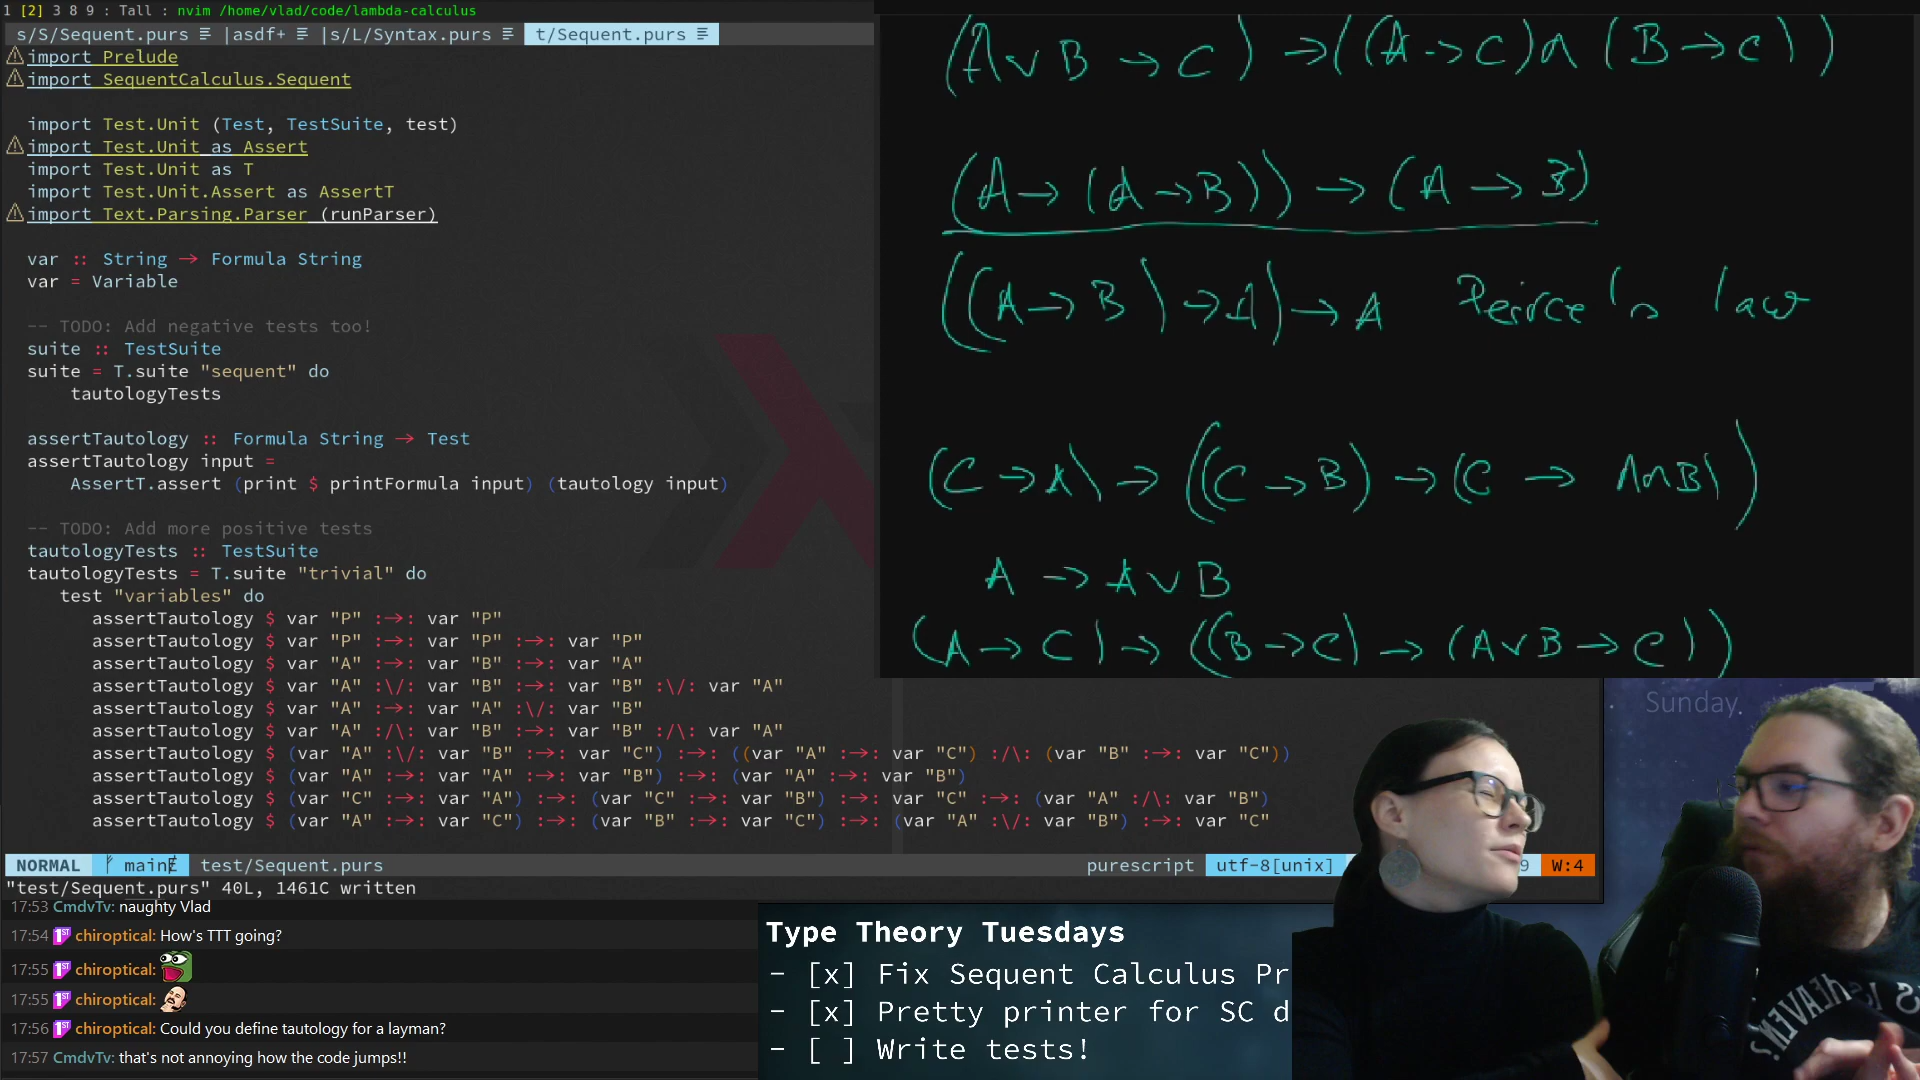 1 [2] 3 8 9 : Tall : nvim /home/vlad/code/lambda-calculus
s/S/Sequent.purs ≡ |asdf+ ≡ |s/L/Syntax.purs ≡ t/Sequent.purs ≡
import Prelude
import SequentCalculus.Sequent
import Test.Unit (Test, TestSuite, test)
import Test.Unit as Assert
import Test.Unit as T
import Test.Unit.Assert as AssertT
import Text.Parsing.Parser (runParser)
var :: String → Formula String
var = Variable
-- TODO: Add negative tests too!
suite :: TestSuite
suite = T.suite "sequent" do
tautologyTests
assertTautology :: Formula String → Test
assertTautology input =
AssertT.assert (print $ printFormula input) (tautology input)
-- TODO: Add more positive tests
tautologyTests :: TestSuite
tautologyTests = T.suite "trivial" do
test "variables" do
assertTautology $ var "P" :→: var "P"
assertTautology $ var "P" :→: var "P" :→: var "P"
assertTautology $ var "A" :→: var "B" :→: var "A"
assertTautology $ var "A" :\/: var "B" :→: var "B" :\/: var "A"
assertTautology $ var "A" :→: var "A" :\/: var "B"
assertTautology $ var "A" :/\: var "B" :→: var "B" :/\: var "A"
assertTautology $ (var "A" :\/: var "B" :→: var "C") :→: ((var "A" :→: var "C") :/\: (var "B" :→: var "C"))
assertTautology $ (var "A" :→: var "A" :→: var "B") :→: (var "A" :→: var "B")
assertTautology $ (var "C" :→: var "A") :→: (var "C" :→: var "B") :→: var "C" :→: (var "A" :/\: var "B")
assertTautology $ (var "A" :→: var "C") :→: (var "B" :→: var "C") :→: (var "A" :\/: var "B") :→: var "C"
NORMAL main test/Sequent.purs purescript utf-8[unix] 9 W:4
"test/Sequent.purs" 40L, 1461C written
(A∨B → C) → ((A → C) ∧ (B → C))
(A → (A → B)) → (A → B)
((A → B) → A) → A Peirce's law
(C → A) → ((C → B) → (C → A∧B))
A → A∨B
(A → C) → ((B → C) → (A∨B → C))
Sunday.
17:53 CmdvTv: naughty Vlad
17:54 chiroptical: How's TTT going?
17:55 chiroptical:
17:55 chiroptical:
17:56 chiroptical: Could you define tautology for a layman?
17:57 CmdvTv: that's not annoying how the code jumps!!
Type Theory Tuesdays
- [x] Fix Sequent Calculus Pr
- [x] Pretty printer for SC d
- [ ] Write tests!